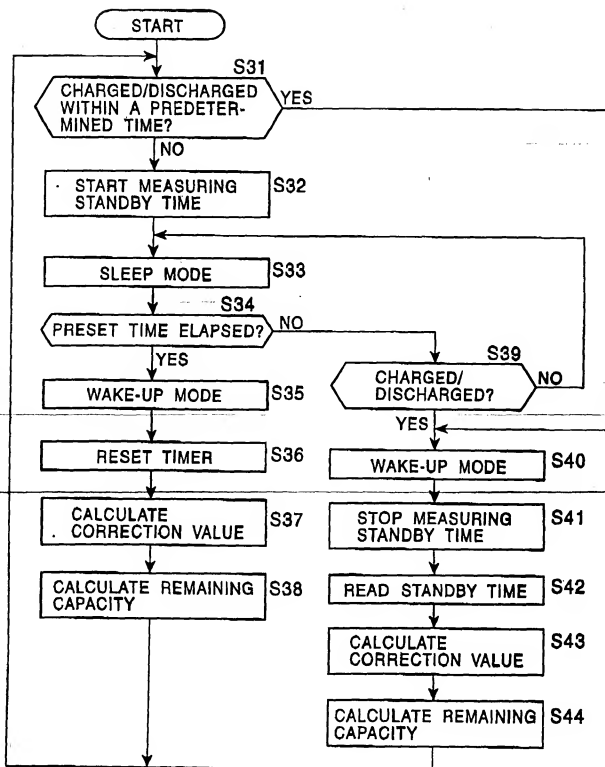 START
S31
CHARGED/DISCHARGED
WITHIN A PREDETER-
MINED TIME?
YES
NO
START MEASURING
STANDBY TIME
S32
SLEEP MODE
S33
S34
PRESET TIME ELAPSED?
NO
YES
S39
CHARGED/
DISCHARGED?
NO
YES
WAKE-UP MODE
S35
RESET TIMER
S36
CALCULATE
CORRECTION VALUE
S37
CALCULATE REMAINING
CAPACITY
S38
WAKE-UP MODE
S40
STOP MEASURING
STANDBY TIME
S41
READ STANDBY TIME
S42
CALCULATE
CORRECTION VALUE
S43
CALCULATE REMAINING
CAPACITY
S44